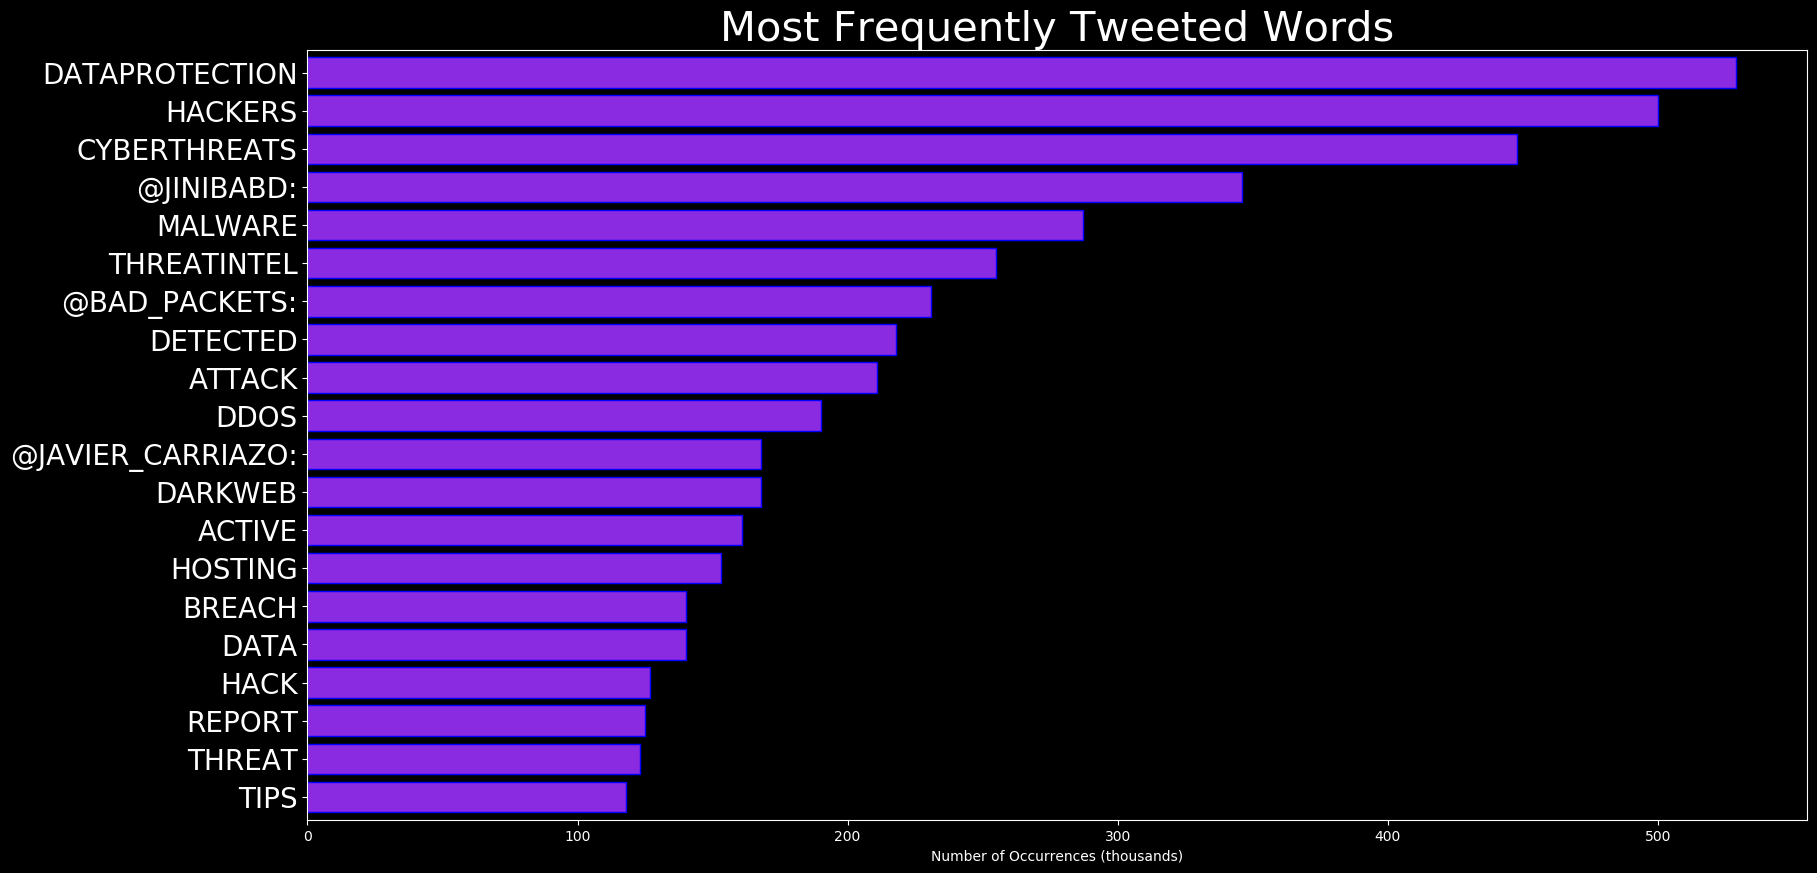 Most Frequently Tweeted Words
DATAPROTECTION
HACKERS
CYBERTHREATS
@JINIBABD:
MALWARE
THREATINTEL
@BAD_PACKETS:
DETECTED
ATTACK
DDOS
@JAVIER_CARRIAZO:
DARKWEB
ACTIVE
HOSTING
BREACH
DATA
HACK
REPORT
THREAT
TIPS
0 100 200 300 400 500
Number of Occurrences (thousands)